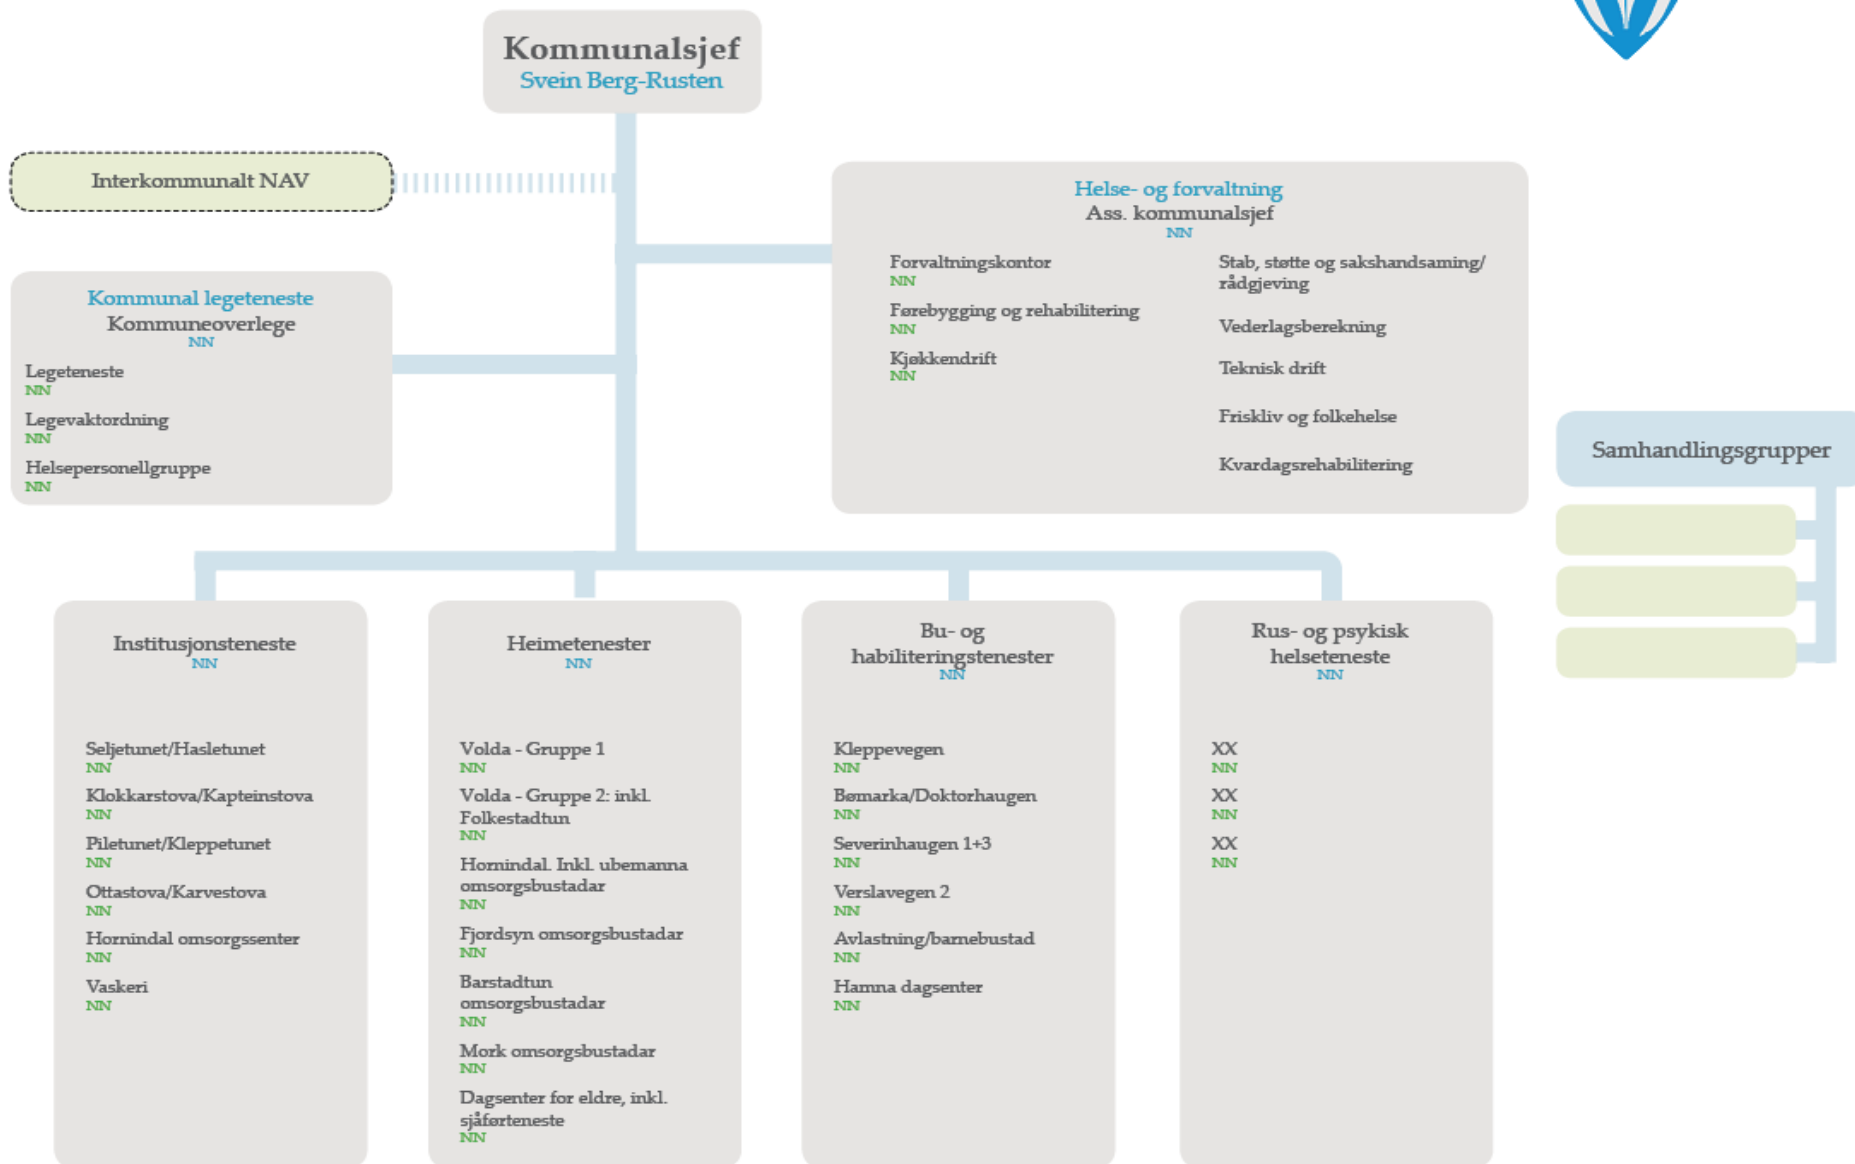 Kommunalsjef
Svein Berg-Rusten
Interkommunalt NAV
Kommunal legeteneste
Kommuneoverlege
NN
Legeteneste
NN
Legevaktordning
NN
Helsepersonellgruppe
NN
Helse- og forvaltning
Ass. kommunalsjef
NN
Forvaltningskontor
NN
Førebygging og rehabilitering
NN
Kjøkkendrift
NN
Stab, støtte og sakshandsaming/
rådgjeving
Vederlagsberekning
Teknisk drift
Friskliv og folkehelse
Kvardagsrehabilitering
Samhandlingsgrupper
Institusjonsteneste
NN
Seljetunet/Hasletunet
NN
Klokkarstova/Kapteinstova
NN
Piletunet/Kleppetunet
NN
Ottastova/Karvestova
NN
Hornindal omsorgssenter
NN
Vaskeri
NN
Heimetenester
NN
Volda - Gruppe 1
NN
Volda - Gruppe 2: inkl.
Folkestadtun
NN
Hornindal. Inkl. ubemanna
omsorgsbustadar
NN
Fjordsyn omsorgsbustadar
NN
Barstadtun
omsorgsbustadar
NN
Mork omsorgsbustadar
NN
Dagsenter for eldre, inkl.
sjåførteneste
NN
Bu- og
habiliteringstenester
NN
Kleppevegen
NN
Bømarka/Doktorhaugen
NN
Severinhaugen 1+3
NN
Verslavegen 2
NN
Avlastning/barnebustad
NN
Hamna dagsenter
NN
Rus- og psykisk
helseteneste
NN
XX
NN
XX
NN
XX
NN